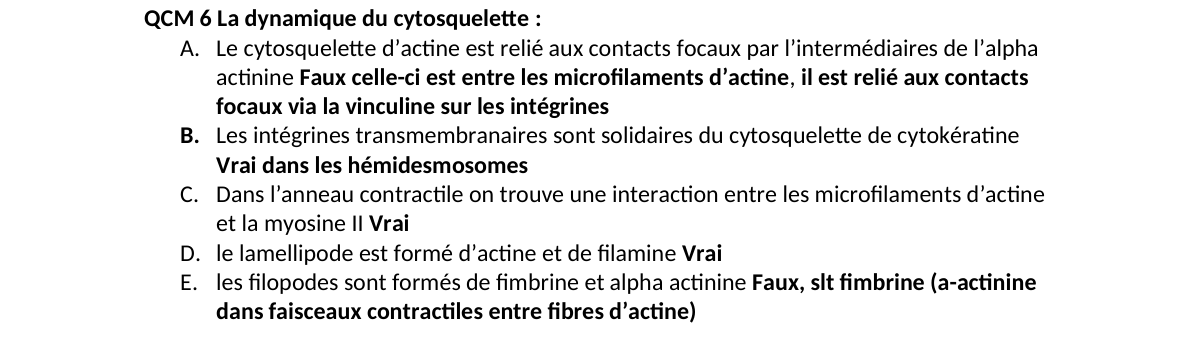 QCM 6 La dynamique du cytosquelette :
A. Le cytosquelette d’actine est relié aux contacts focaux par l’intermédiaires de l’alpha
actinine Faux celle-ci est entre les microfilaments d’actine, il est relié aux contacts
focaux via la vinculine sur les intégrines
B. Les intégrines transmembranaires sont solidaires du cytosquelette de cytokératine
Vrai dans les hémidesmosomes
C. Dans l’anneau contractile on trouve une interaction entre les microfilaments d’actine
et la myosine II Vrai
D. le lamellipode est formé d’actine et de filamine Vrai
E. les filopodes sont formés de fimbrine et alpha actinine Faux, slt fimbrine (a-actinine
dans faisceaux contractiles entre fibres d’actine)